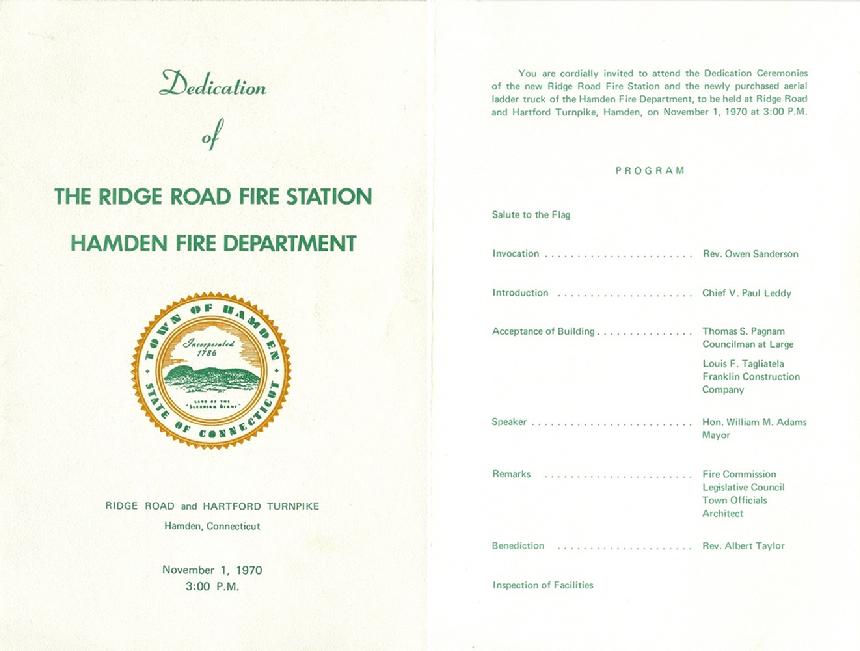 Dedication
of
THE RIDGE ROAD FIRE STATION
HAMDEN FIRE DEPARTMENT
TOWN OF HAMDEN
Incorporated
1786
LAND OF THE
"SLEEPING GIANT"
STATE OF CONNECTICUT
RIDGE ROAD and HARTFORD TURNPIKE
Hamden, Connecticut
November 1, 1970
3:00 P.M.
You are cordially invited to attend the Dedication Ceremonies
of the new Ridge Road Fire Station and the newly purchased aerial
ladder truck of the Hamden Fire Department, to be held at Ridge Road
and Hartford Turnpike, Hamden, on November 1, 1970 at 3:00 P.M.
PROGRAM
Salute to the Flag
Invocation . . . . . . . . . . . . . . . . . . . . . . . Rev. Owen Sanderson
Introduction . . . . . . . . . . . . . . . . . . . . . Chief V. Paul Leddy
Acceptance of Building . . . . . . . . . . . . . . . Thomas S. Pagnam
Councilman at Large
Louis F. Tagliatela
Franklin Construction
Company
Speaker . . . . . . . . . . . . . . . . . . . . . . . . . Hon. William M. Adams
Mayor
Remarks . . . . . . . . . . . . . . . . . . . . . . . Fire Commission
Legislative Council
Town Officials
Architect
Benediction . . . . . . . . . . . . . . . . . . . . . Rev. Albert Taylor
Inspection of Facilities